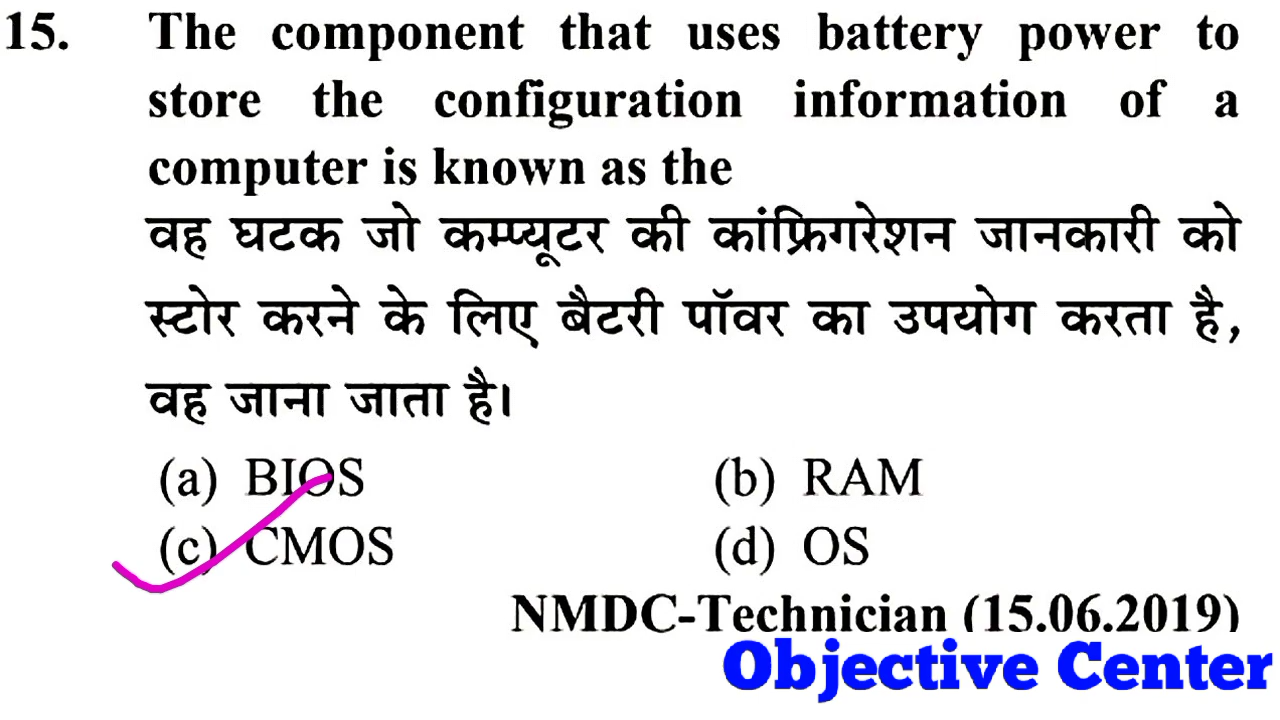 15. The component that uses battery power to
store the configuration information of a
computer is known as the
वह घटक जो कम्प्यूटर की कांफ्रिगरेशन जानकारी को
स्टोर करने के लिए बैटरी पॉवर का उपयोग करता है,
वह जाना जाता है।
(a) BIOS (b) RAM
(c) CMOS (d) OS
NMDC-Technician (15.06.2019)
Objective Center